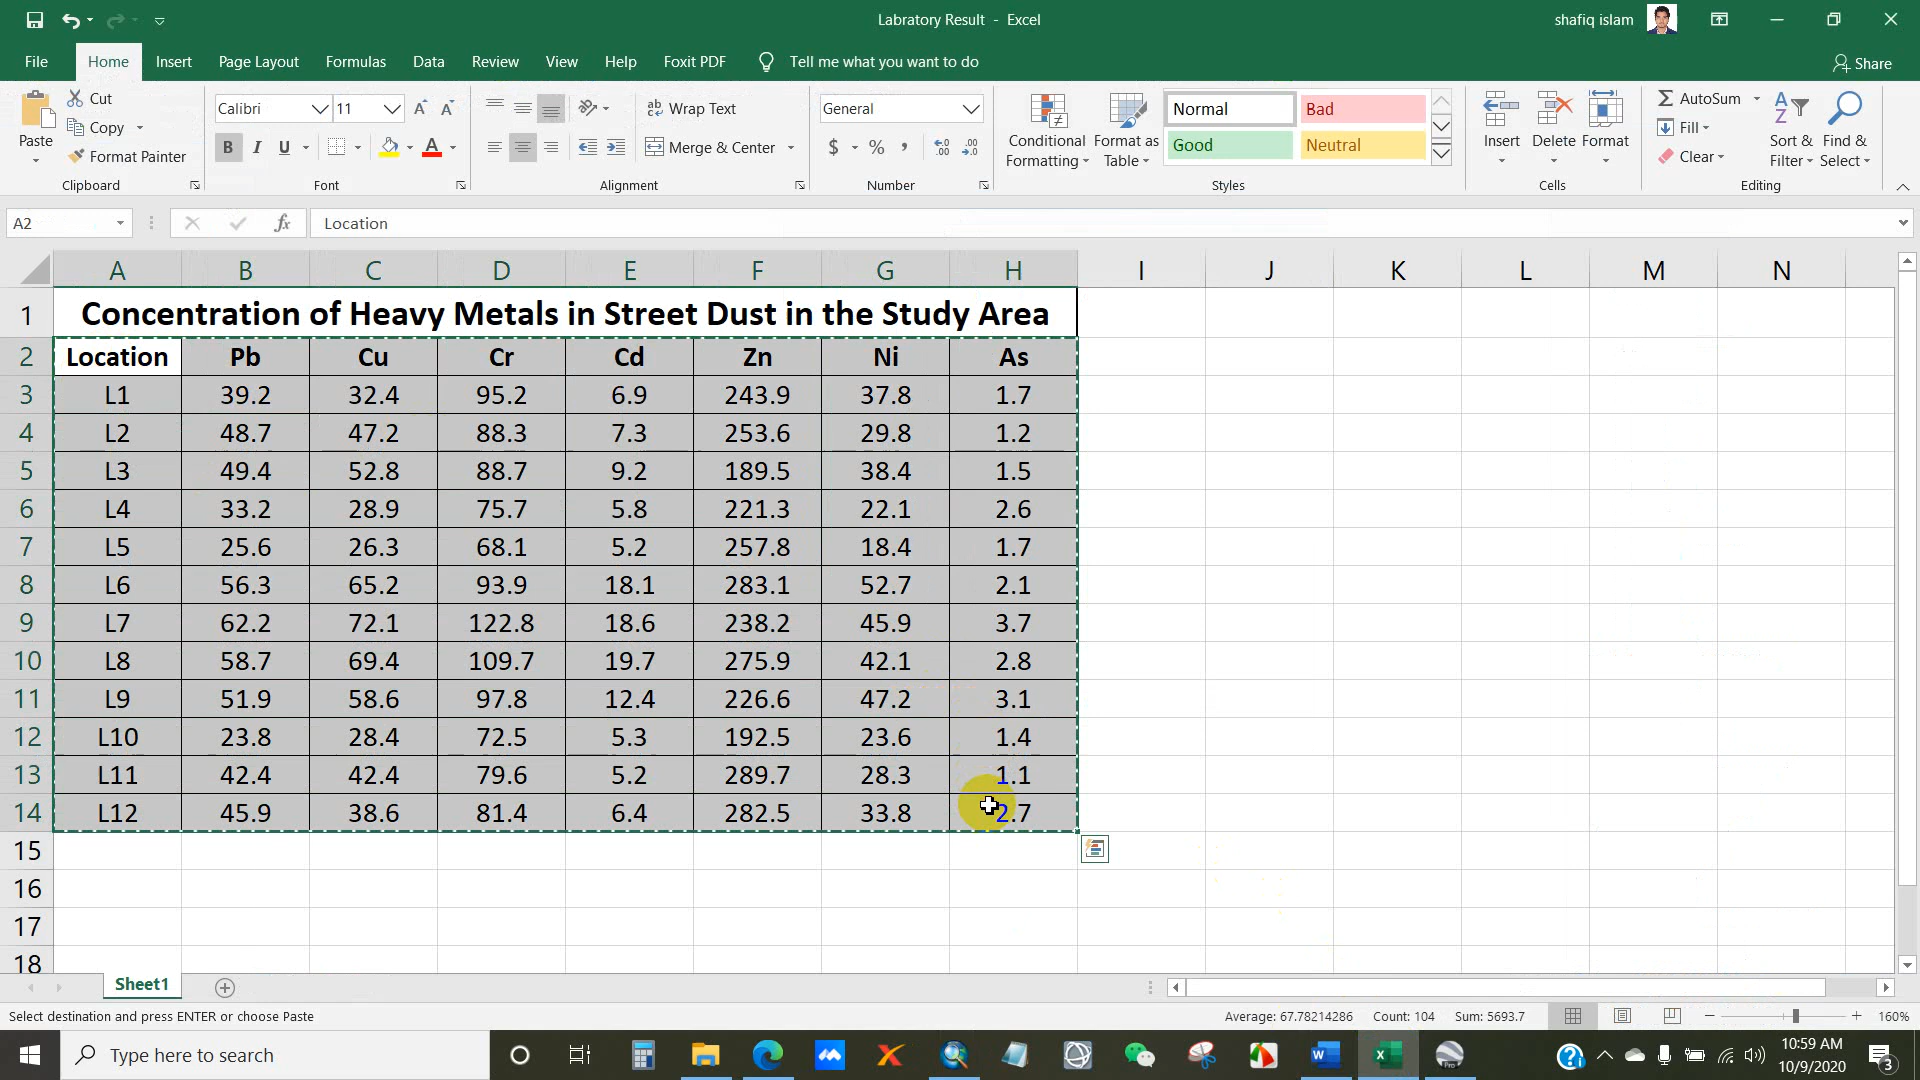 Labratory Result - Excel
shafiq islam
File Home Insert Page Layout Formulas Data Review View Help Foxit PDF Tell me what you want to do Share
Paste
Cut
Copy
Format Painter
Clipboard
Calibri 11
B I U A
Font
Wrap Text
Merge & Center
Alignment
General
$ % ,
Number
Conditional Formatting
Format as Table
Normal Bad
Good Neutral
Styles
Insert Delete Format
Cells
AutoSum
Fill
Clear
Sort & Filter
Find & Select
Editing
A2 fx Location
A B C D E F G H I J K L M N
1 Concentration of Heavy Metals in Street Dust in the Study Area
2 Location Pb Cu Cr Cd Zn Ni As
3 L1 39.2 32.4 95.2 6.9 243.9 37.8 1.7
4 L2 48.7 47.2 88.3 7.3 253.6 29.8 1.2
5 L3 49.4 52.8 88.7 9.2 189.5 38.4 1.5
6 L4 33.2 28.9 75.7 5.8 221.3 22.1 2.6
7 L5 25.6 26.3 68.1 5.2 257.8 18.4 1.7
8 L6 56.3 65.2 93.9 18.1 283.1 52.7 2.1
9 L7 62.2 72.1 122.8 18.6 238.2 45.9 3.7
10 L8 58.7 69.4 109.7 19.7 275.9 42.1 2.8
11 L9 51.9 58.6 97.8 12.4 226.6 47.2 3.1
12 L10 23.8 28.4 72.5 5.3 192.5 23.6 1.4
13 L11 42.4 42.4 79.6 5.2 289.7 28.3 1.1
14 L12 45.9 38.6 81.4 6.4 282.5 33.8 2.7
15
16
17
18
Sheet1
Select destination and press ENTER or choose Paste Average: 67.78214286 Count: 104 Sum: 5693.7 160%
Type here to search
10:59 AM
10/9/2020
3